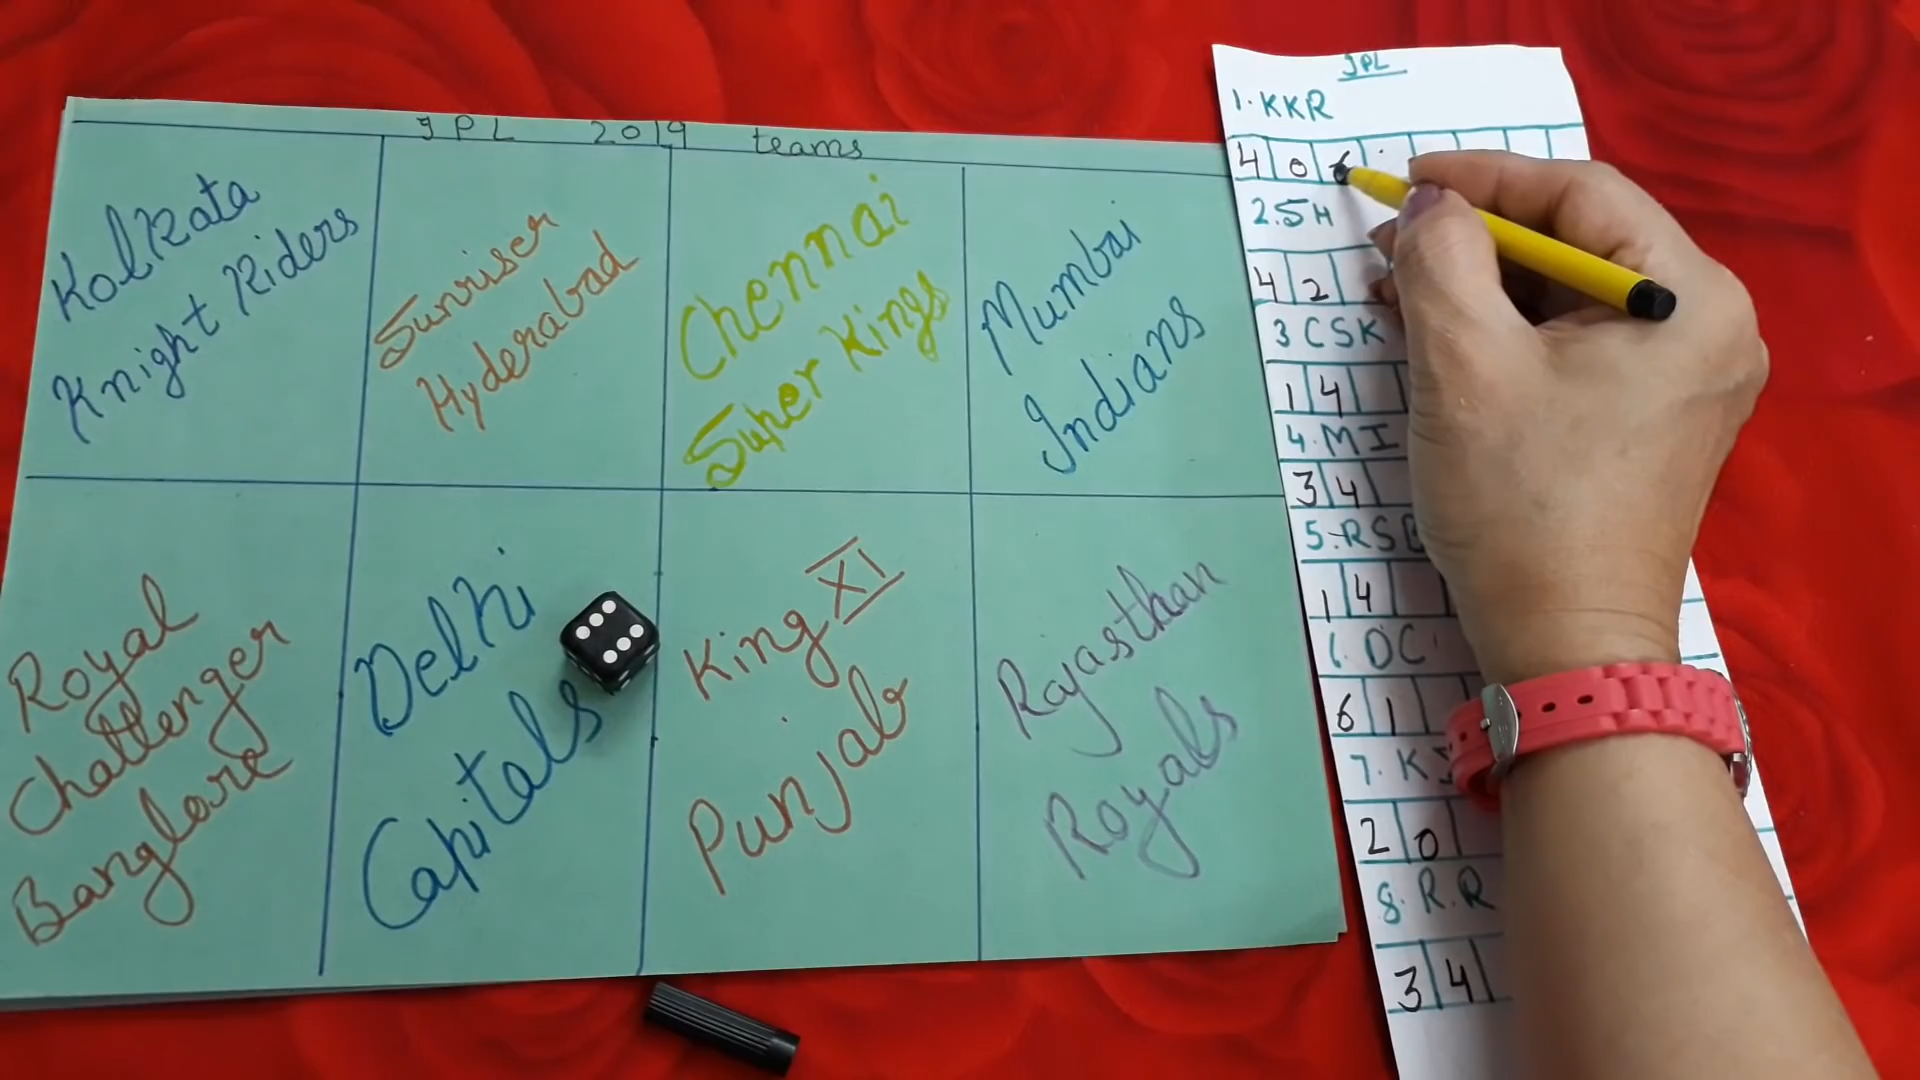 IPL 2019 teams
Kolkata
Knight Riders
Sunriser
Hyderabad
Chennai
Super Kings
Mumbai
Indians
Royal
Challenger
Banglore
Delhi
Capitals
King XI
Punjab
Rajasthan
Royals
IPL
1. KKR
4 0 6
2. SH
4 2
3 CSK
1 4
4. MI
3 4
5. RSB
1 4
DC
6 1
7. K
2 0
8. R.R
3 4